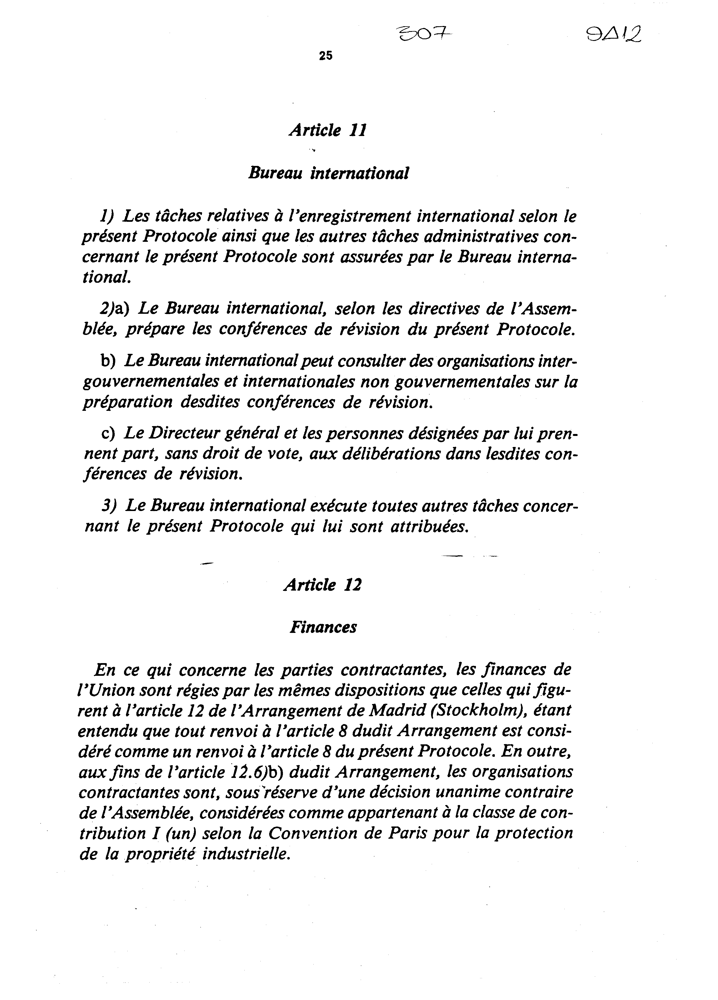 307 9Δ12
25
Article 11
Bureau international
1) Les tâches relatives à l'enregistrement international selon le
présent Protocole ainsi que les autres tâches administratives con-
cernant le présent Protocole sont assurées par le Bureau interna-
tional.
2)a) Le Bureau international, selon les directives de l'Assem-
blée, prépare les conférences de révision du présent Protocole.
b) Le Bureau international peut consulter des organisations inter-
gouvernementales et internationales non gouvernementales sur la
préparation desdites conférences de révision.
c) Le Directeur général et les personnes désignées par lui pren-
nent part, sans droit de vote, aux délibérations dans lesdites con-
férences de révision.
3) Le Bureau international exécute toutes autres tâches concer-
nant le présent Protocole qui lui sont attribuées.
Article 12
Finances
En ce qui concerne les parties contractantes, les finances de
l'Union sont régies par les mêmes dispositions que celles qui figu-
rent à l'article 12 de l'Arrangement de Madrid (Stockholm), étant
entendu que tout renvoi à l'article 8 dudit Arrangement est consi-
déré comme un renvoi à l'article 8 du présent Protocole. En outre,
aux fins de l'article 12.6)b) dudit Arrangement, les organisations
contractantes sont, sous réserve d'une décision unanime contraire
de l'Assemblée, considérées comme appartenant à la classe de con-
tribution I (un) selon la Convention de Paris pour la protection
de la propriété industrielle.